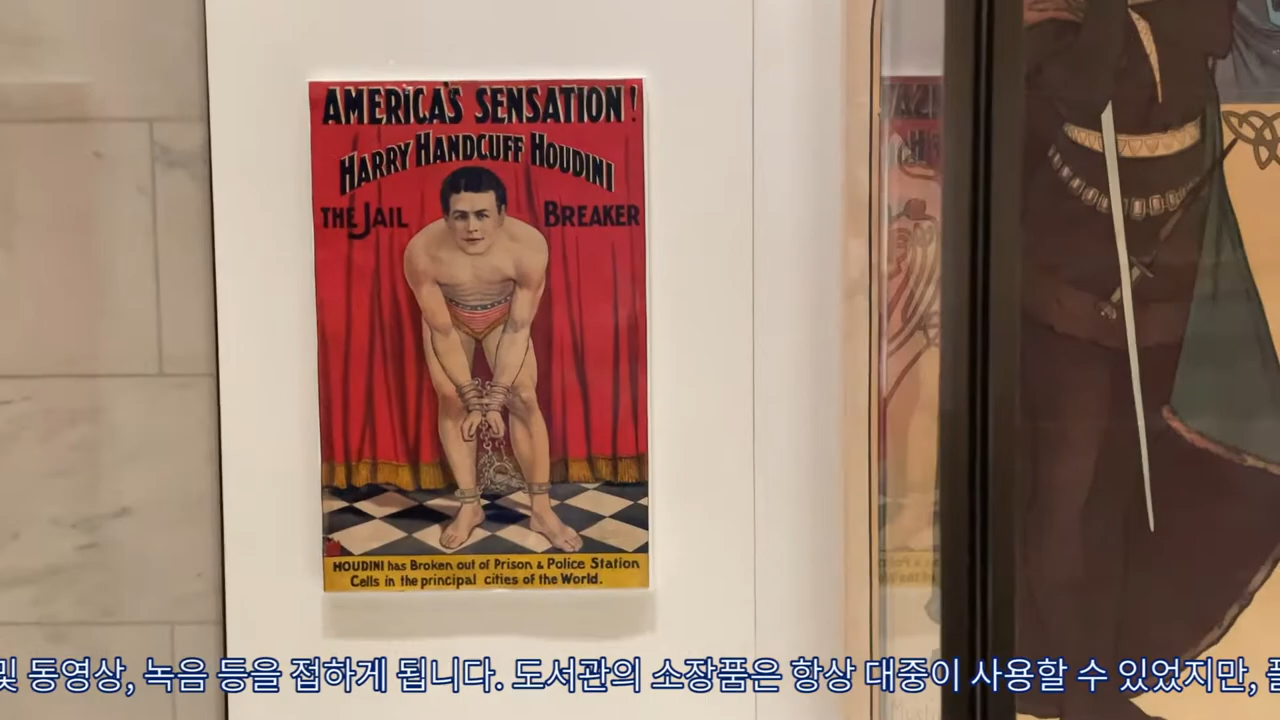 AMERICA'S SENSATION!
HARRY HANDCUFF HOUDINI
THE JAIL BREAKER
HOUDINI has Broken out of Prison & Police Station
Cells in the principal cities of the World.
및 동영상, 녹음 등을 접하게 됩니다. 도서관의 소장품은 항상 대중이 사용할 수 있었지만,